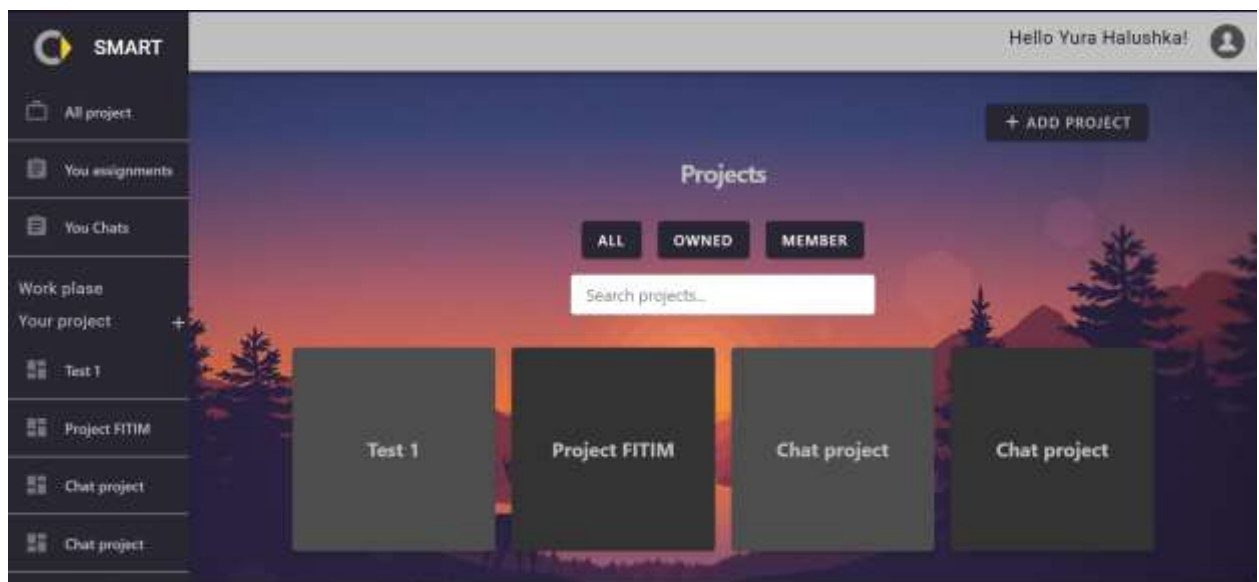 SMART
Hello Yura Halushka!
All project
You assignments
You Chats
Work plase
Your project +
Test 1
Project FITIM
Chat project
Chat project
+ ADD PROJECT
Projects
ALL OWNED MEMBER
Search projects...
Test 1 Project FITIM Chat project Chat project